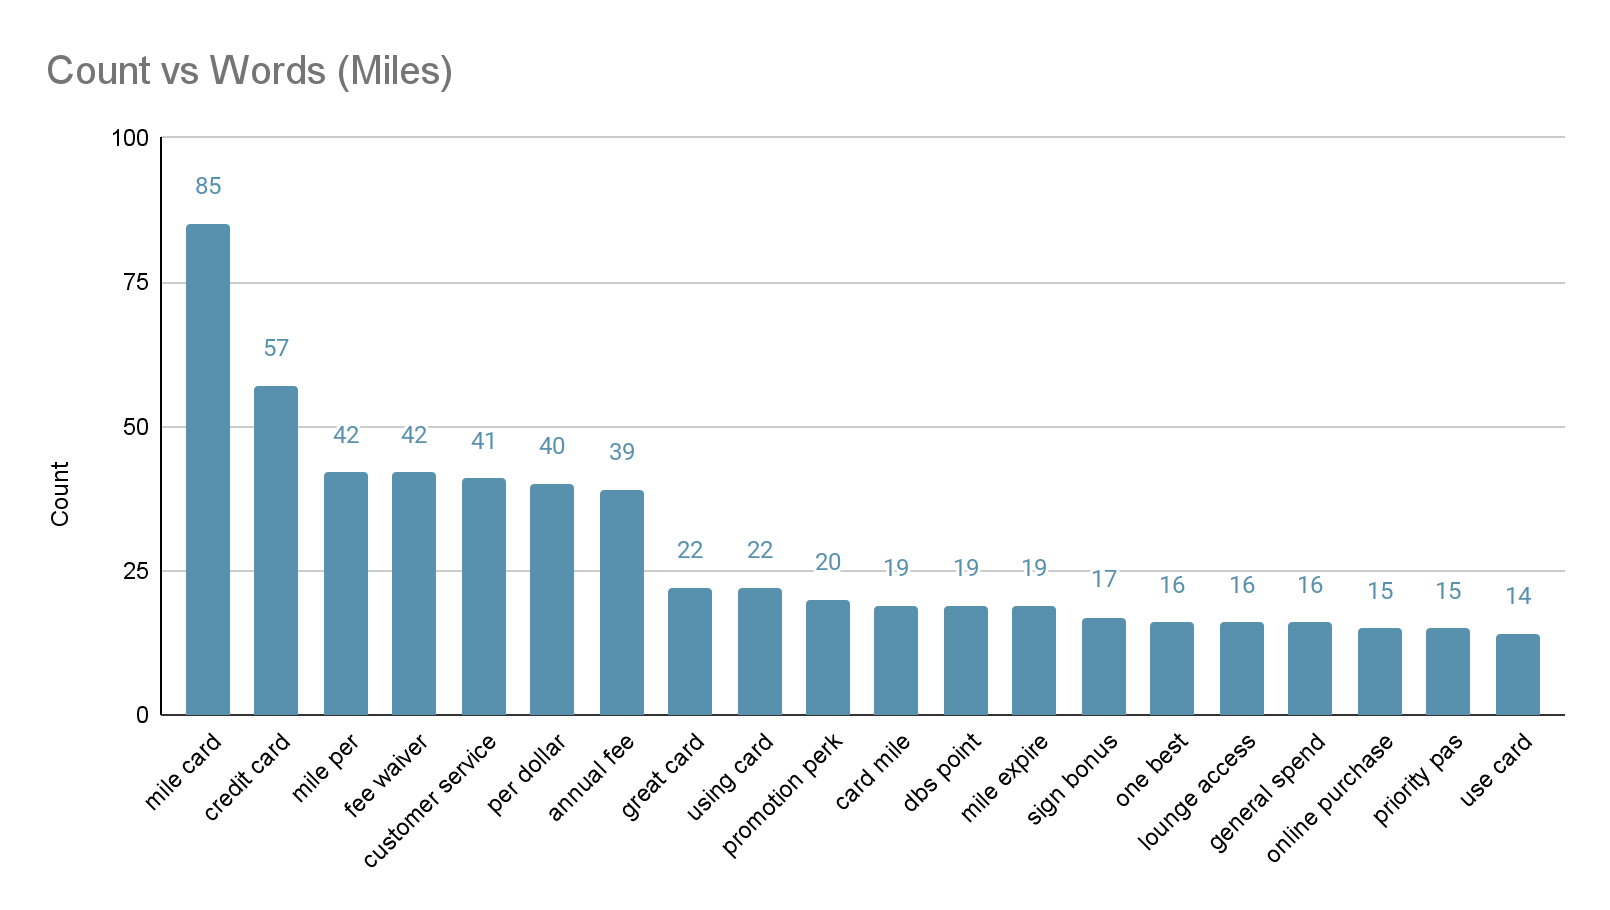 Count vs Words (Miles)
100
75
50
25
0
Count
85
57
42
42
41
40
39
22
22
20
19
19
19
17
16
16
16
15
15
14
mile card
credit card
mile per
fee waiver
customer service
per dollar
annual fee
great card
using card
promotion perk
card mile
dbs point
mile expire
sign bonus
one best
lounge access
general spend
online purchase
priority pas
use card